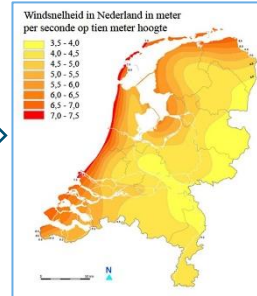 Windsnelheid in Nederland in meter
per seconde op tien meter hoogte
3,5 - 4,0
4,0 - 4,5
4,5 - 5,0
5,0 - 5,5
5,5 - 6,0
6,0 - 6,5
6,5 - 7,0
7,0 - 7,5
N